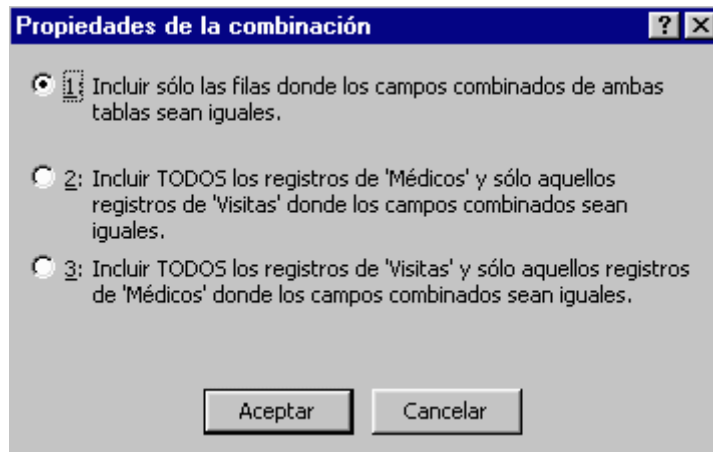 Propiedades de la combinación
1: Incluir sólo las filas donde los campos combinados de ambas
tablas sean iguales.
2: Incluir TODOS los registros de 'Médicos' y sólo aquellos
registros de 'Visitas' donde los campos combinados sean
iguales.
3: Incluir TODOS los registros de 'Visitas' y sólo aquellos registros
de 'Médicos' donde los campos combinados sean iguales.
Aceptar Cancelar